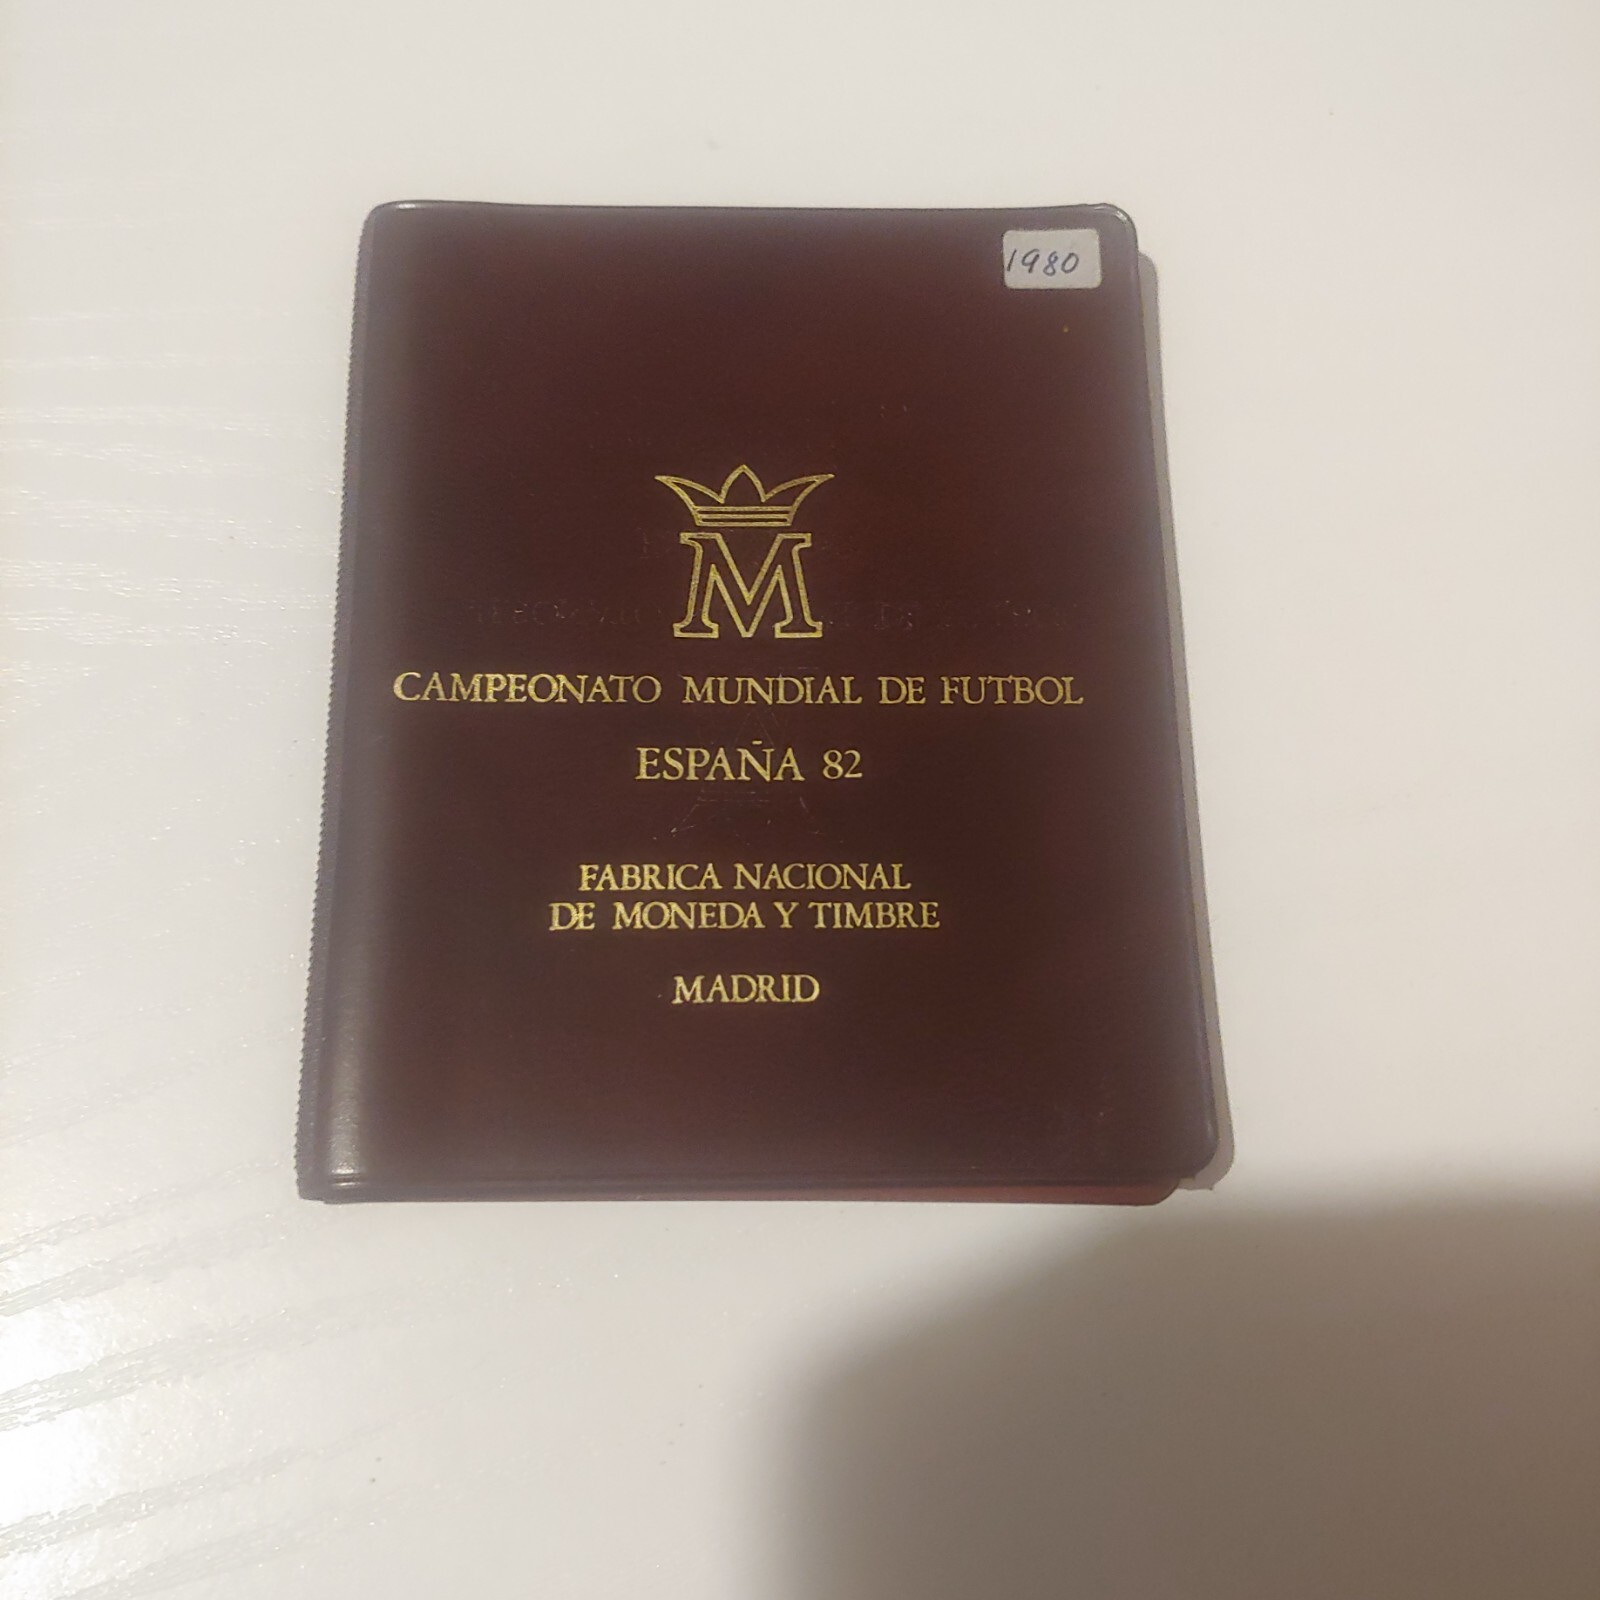 1980
M
CAMPEONATO MUNDIAL DE FUTBOL
ESPAÑA 82
FABRICA NACIONAL
DE MONEDA Y TIMBRE
MADRID